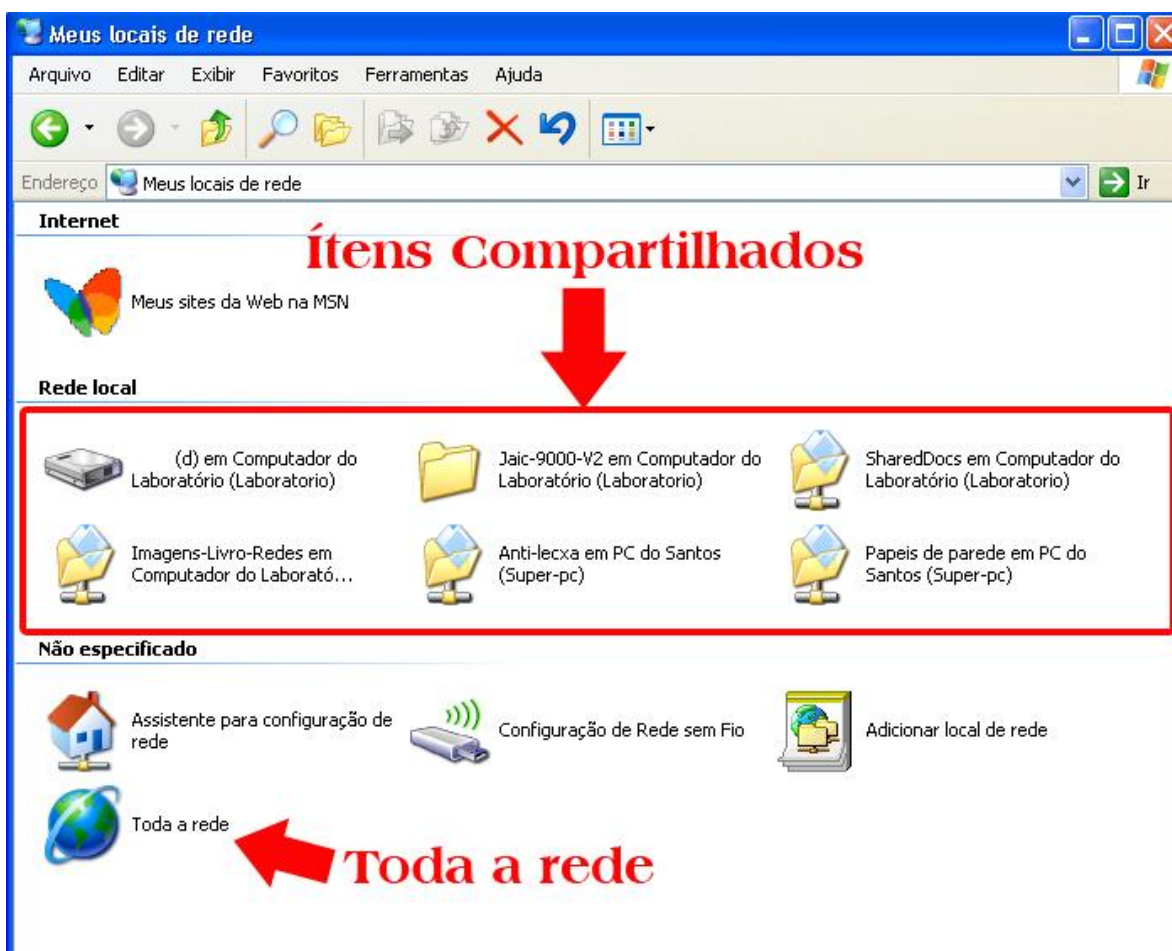 Meus locais de rede
Arquivo Editar Exibir Favoritos Ferramentas Ajuda
Endereço Meus locais de rede Ir
Internet
Ítens Compartilhados
Meus sites da Web na MSN
Rede local
(d) em Computador do
Laboratório (Laboratorio)
Jaic-9000-V2 em Computador do
Laboratório (Laboratorio)
SharedDocs em Computador do
Laboratório (Laboratorio)
Imagens-Livro-Redes em
Computador do Laborató...
Anti-lecxa em PC do Santos
(Super-pc)
Papeis de parede em PC do
Santos (Super-pc)
Não especificado
Assistente para configuração de
rede
Configuração de Rede sem Fio
Adicionar local de rede
Toda a rede
Toda a rede